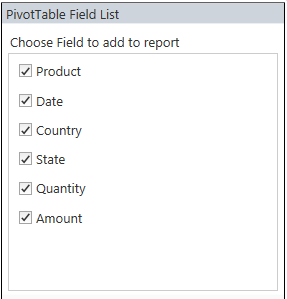 PivotTable Field List
Choose Field to add to report
Product
Date
Country
State
Quantity
Amount